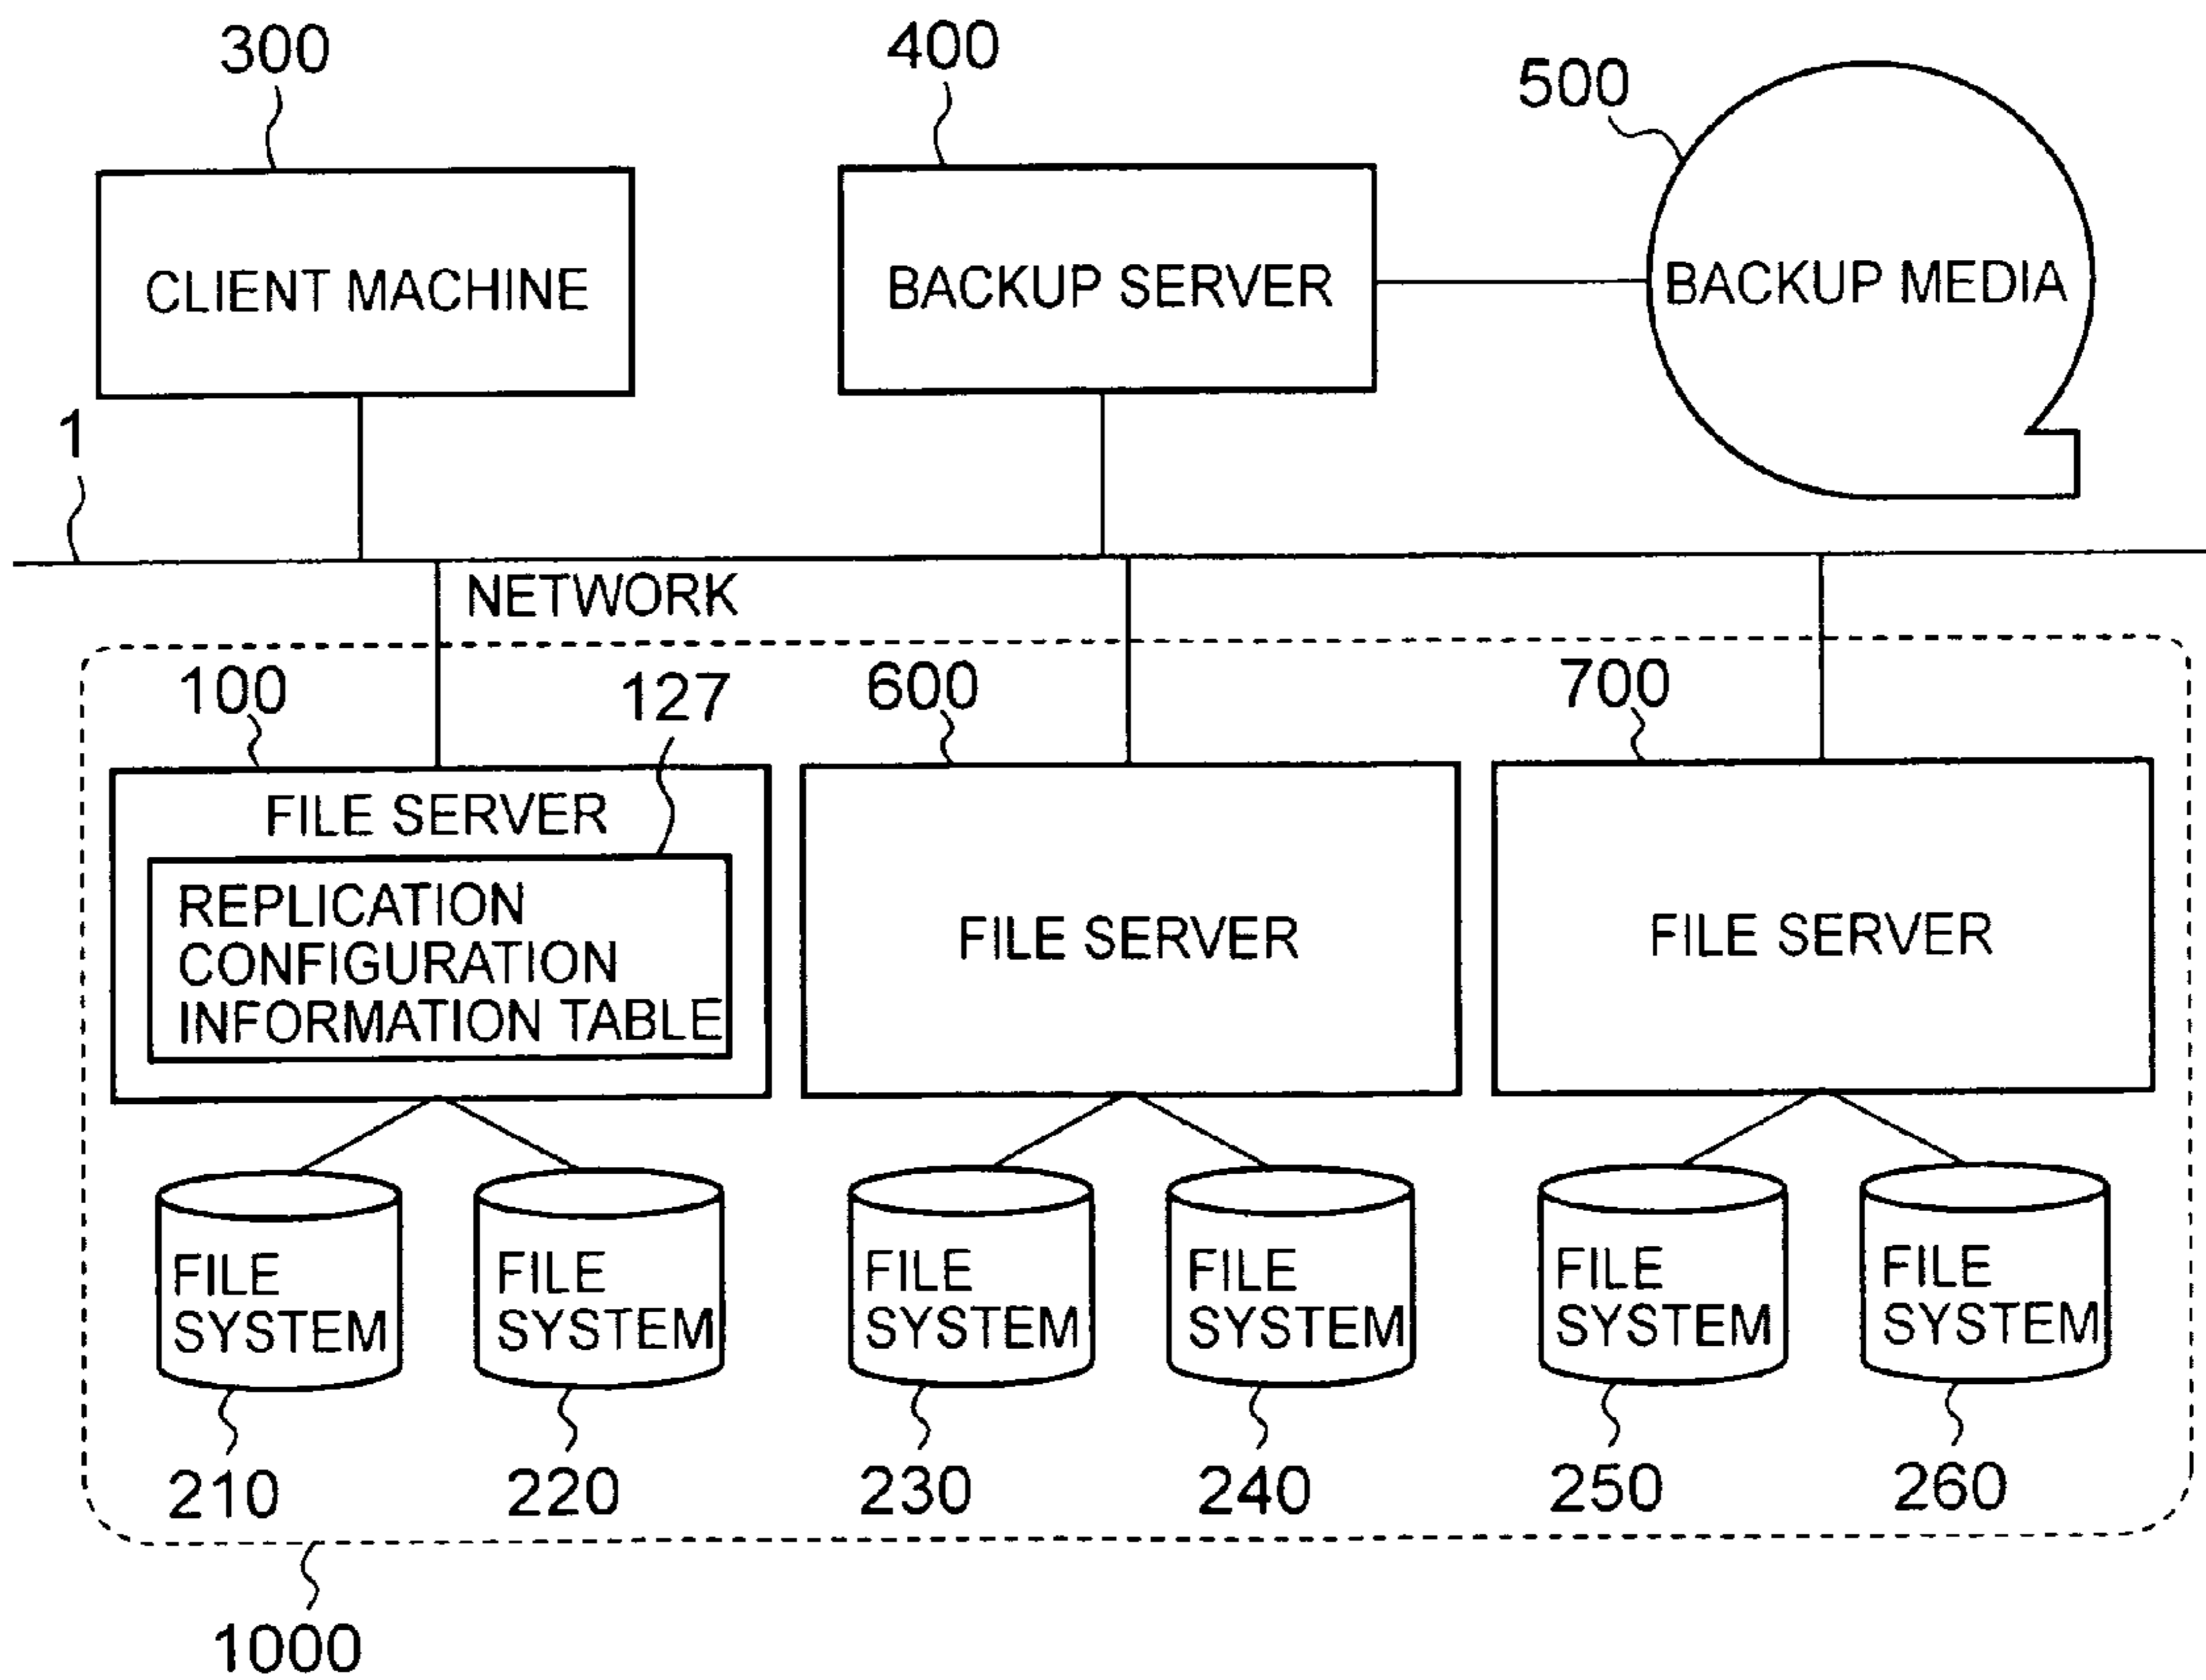 300
400
500
CLIENT MACHINE
BACKUP SERVER
BACKUP MEDIA
1
NETWORK
100
127
600
700
FILE SERVER
REPLICATION
CONFIGURATION
INFORMATION TABLE
FILE SERVER
FILE SERVER
FILE
SYSTEM
FILE
SYSTEM
FILE
SYSTEM
FILE
SYSTEM
FILE
SYSTEM
FILE
SYSTEM
210
220
230
240
250
260
1000